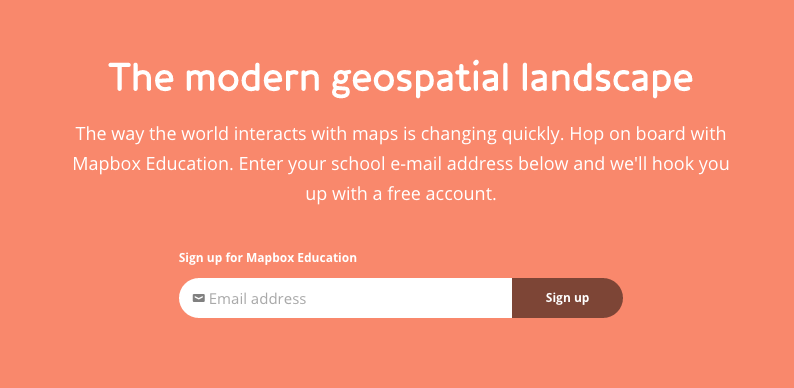 The modern geospatial landscape
The way the world interacts with maps is changing quickly. Hop on board with
Mapbox Education. Enter your school e-mail address below and we'll hook you
up with a free account.
Sign up for Mapbox Education
Email address
Sign up